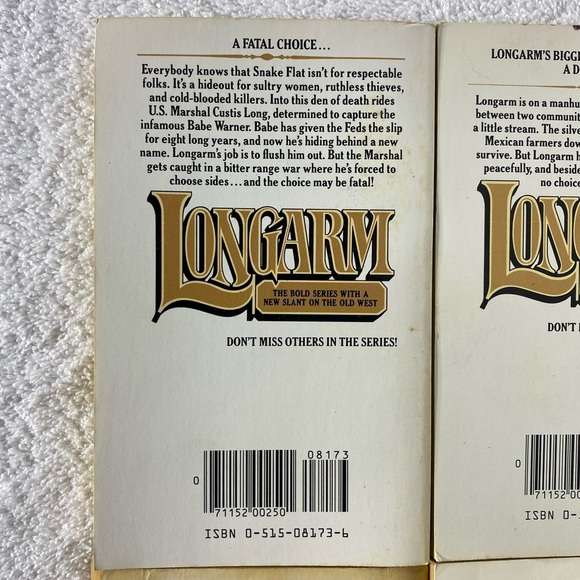 A FATAL CHOICE...
Everybody knows that Snake Flat isn't for respectable
folks. It's a hideout for sultry women, ruthless thieves,
and cold-blooded killers. Into this den of death rides
U.S. Marshal Custis Long, determined to capture the
infamous Babe Warner. Babe has given the Feds the slip
for eight long years, and now he's hiding behind a new
name. Longarm's job is to flush him out. But the Marshal
gets caught in a bitter range war where he's forced to
choose sides...and the choice may be fatal!
LONGARM
THE BOLD SERIES WITH A
NEW SLANT ON THE OLD WEST
DON'T MISS OTHERS IN THE SERIES!
08173
0
71152 00250
ISBN 0-515-08173-6
LONGARM'S BIGGE
A D
Longarm is on a manhu
between two communit
a little stream. The silv
Mexican farmers dow
survive. But Longarm h
peacefully, and besid
no choice
LON
DON'T
0
71152 00
ISBN 0-